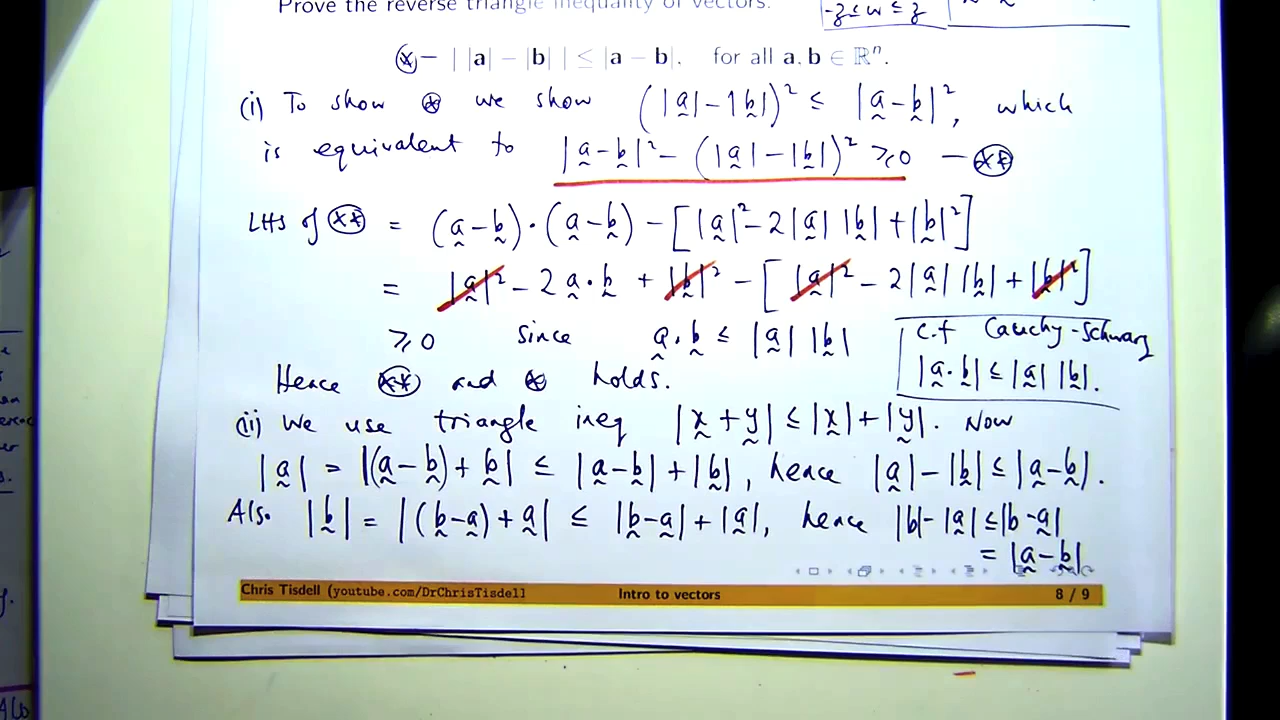 Prove the reverse triangle inequality of vectors.
-z ≤ w ≤ z
⊛ — | |a| − |b| | ≤ |a − b|, for all a, b ∈ ℝⁿ.
(i) To show ⊛ we show (|a| − |b|)² ≤ |a − b|², which
is equivalent to |a − b|² − (|a| − |b|)² ≥ 0 — ⊛⊛
LHS of ⊛⊛ = (a − b)·(a − b) − [|a|² − 2|a| |b| + |b|²]
= |a|² − 2 a·b + |b|² − [|a|² − 2|a| |b| + |b|²]
≥ 0 since a·b ≤ |a| |b|
c.f Cauchy-Schwarz
|a·b| ≤ |a| |b|.
Hence ⊛⊛ and ⊛ holds.
(ii) We use triangle ineq |x + y| ≤ |x| + |y|. Now
|a| = |(a − b) + b| ≤ |a − b| + |b|, hence |a| − |b| ≤ |a − b|.
Also |b| = |(b − a) + a| ≤ |b − a| + |a|, hence |b| − |a| ≤ |b − a|
= |a − b|
Chris Tisdell (youtube.com/DrChrisTisdell Intro to vectors 8 / 9